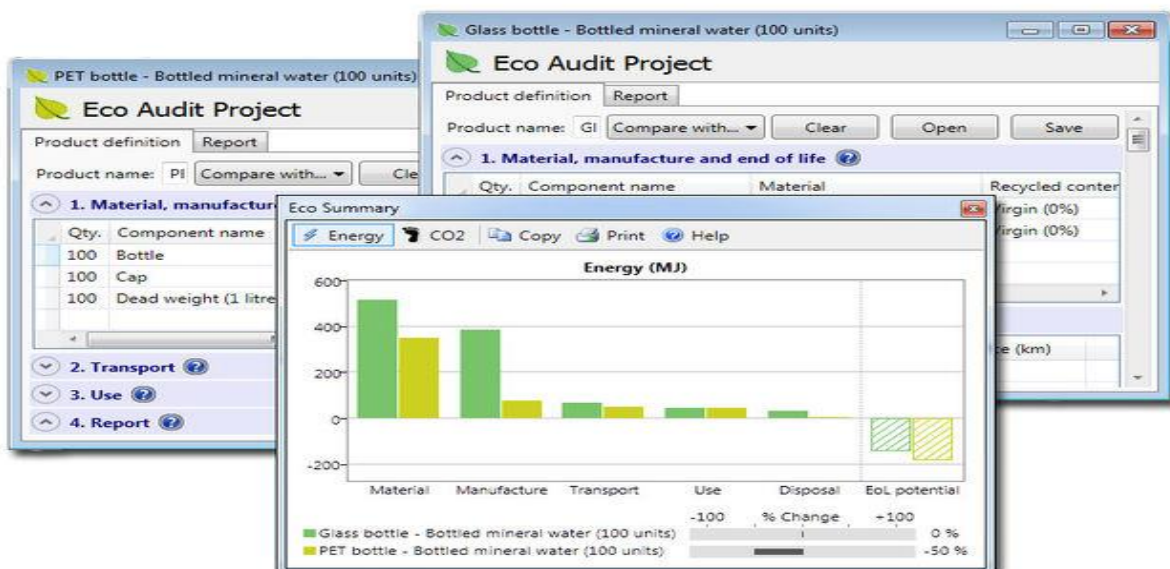 PET bottle - Bottled mineral water (100 units)
Eco Audit Project
Product definition Report
Product name: Pl Compare with... Cle
1. Material, manufactur
Qty. Component name
100 Bottle
100 Cap
100 Dead weight (1 litre
2. Transport
3. Use
4. Report
Glass bottle - Bottled mineral water (100 units)
Eco Audit Project
Product definition Report
Product name: Gl Compare with... Clear Open Save
1. Material, manufacture and end of life
Qty. Component name Material Recycled conter
Virgin (0%)
Virgin (0%)
ce (km)
Eco Summary
Energy CO2 Copy Print Help
Energy (MJ)
600
400
200
0
-200
Material Manufacture Transport Use Disposal EoL potential
-100 % Change +100
Glass bottle - Bottled mineral water (100 units) 0 %
PET bottle - Bottled mineral water (100 units) -50 %